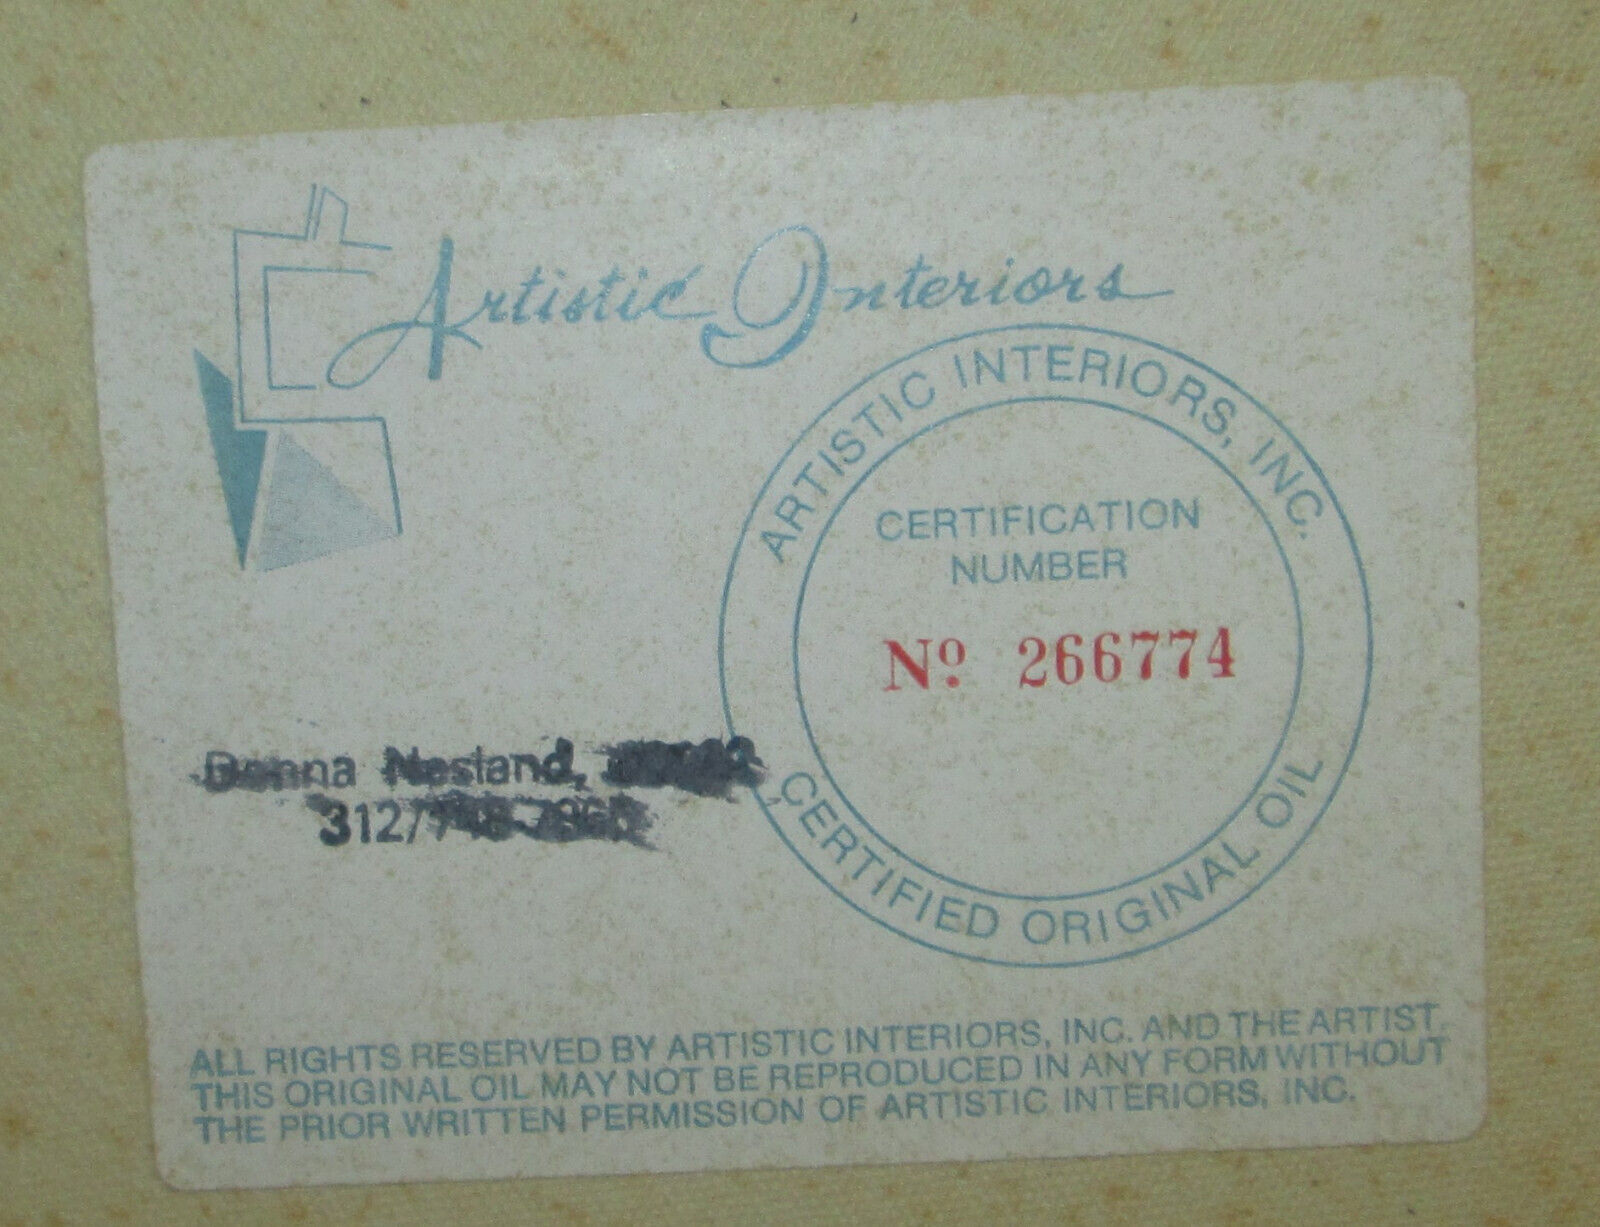 Artistic Interiors
ARTISTIC INTERIORS, INC.
CERTIFICATION
NUMBER
Nº 266774
CERTIFIED ORIGINAL OIL
Donna Nesland,
312/
ALL RIGHTS RESERVED BY ARTISTIC INTERIORS, INC. AND THE ARTIST.
THIS ORIGINAL OIL MAY NOT BE REPRODUCED IN ANY FORM WITHOUT
THE PRIOR WRITTEN PERMISSION OF ARTISTIC INTERIORS, INC.